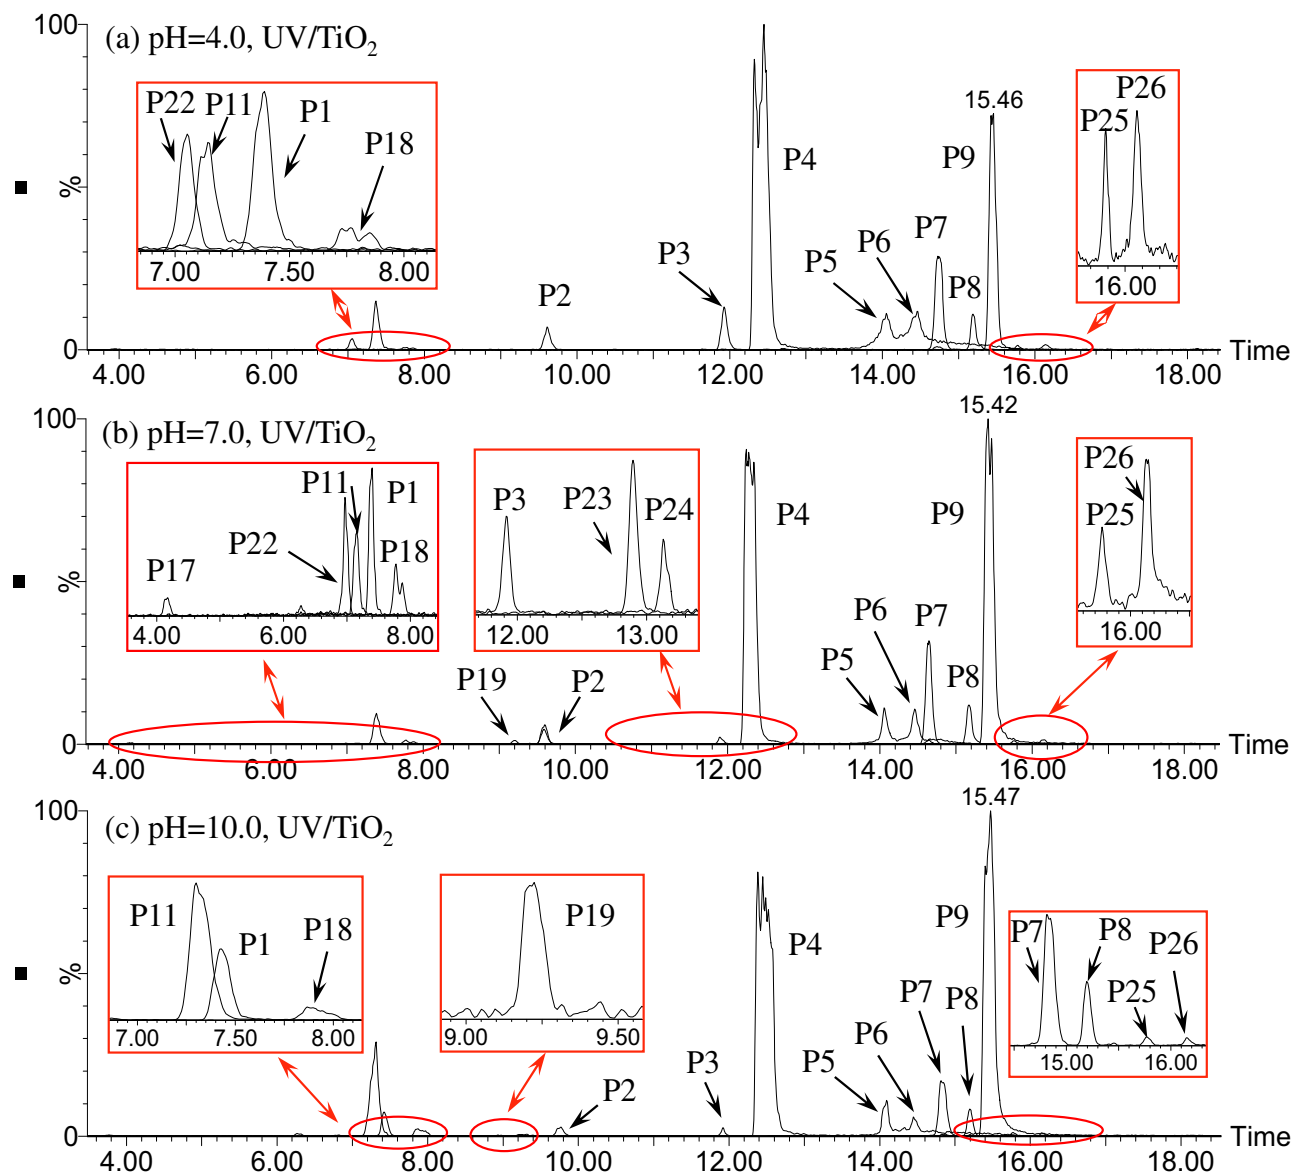 (a) pH=4.0, UV/TiO2
100
%
0
P22 P11 P1 P18
7.00 7.50 8.00
P2
P3
P4
P5
P6
P7
P8
P9
15.46
P25 P26
16.00
4.00 6.00 8.00 10.00 12.00 14.00 16.00 18.00 Time
(b) pH=7.0, UV/TiO2
100
%
0
P17 P22 P11 P1 P18
4.00 6.00 8.00
P3 P23 P24
12.00 13.00
P19
P2
P4
P5
P6
P7
P8
P9
15.42
P25 P26
16.00
4.00 6.00 8.00 10.00 12.00 14.00 16.00 18.00 Time
(c) pH=10.0, UV/TiO2
100
%
0
P11 P1 P18
7.00 7.50 8.00
P19
9.00 9.50
P2
P3
P4
P5
P6
P7
P8
P9
15.47
P7 P8 P25 P26
15.00 16.00
4.00 6.00 8.00 10.00 12.00 14.00 16.00 18.00 Time